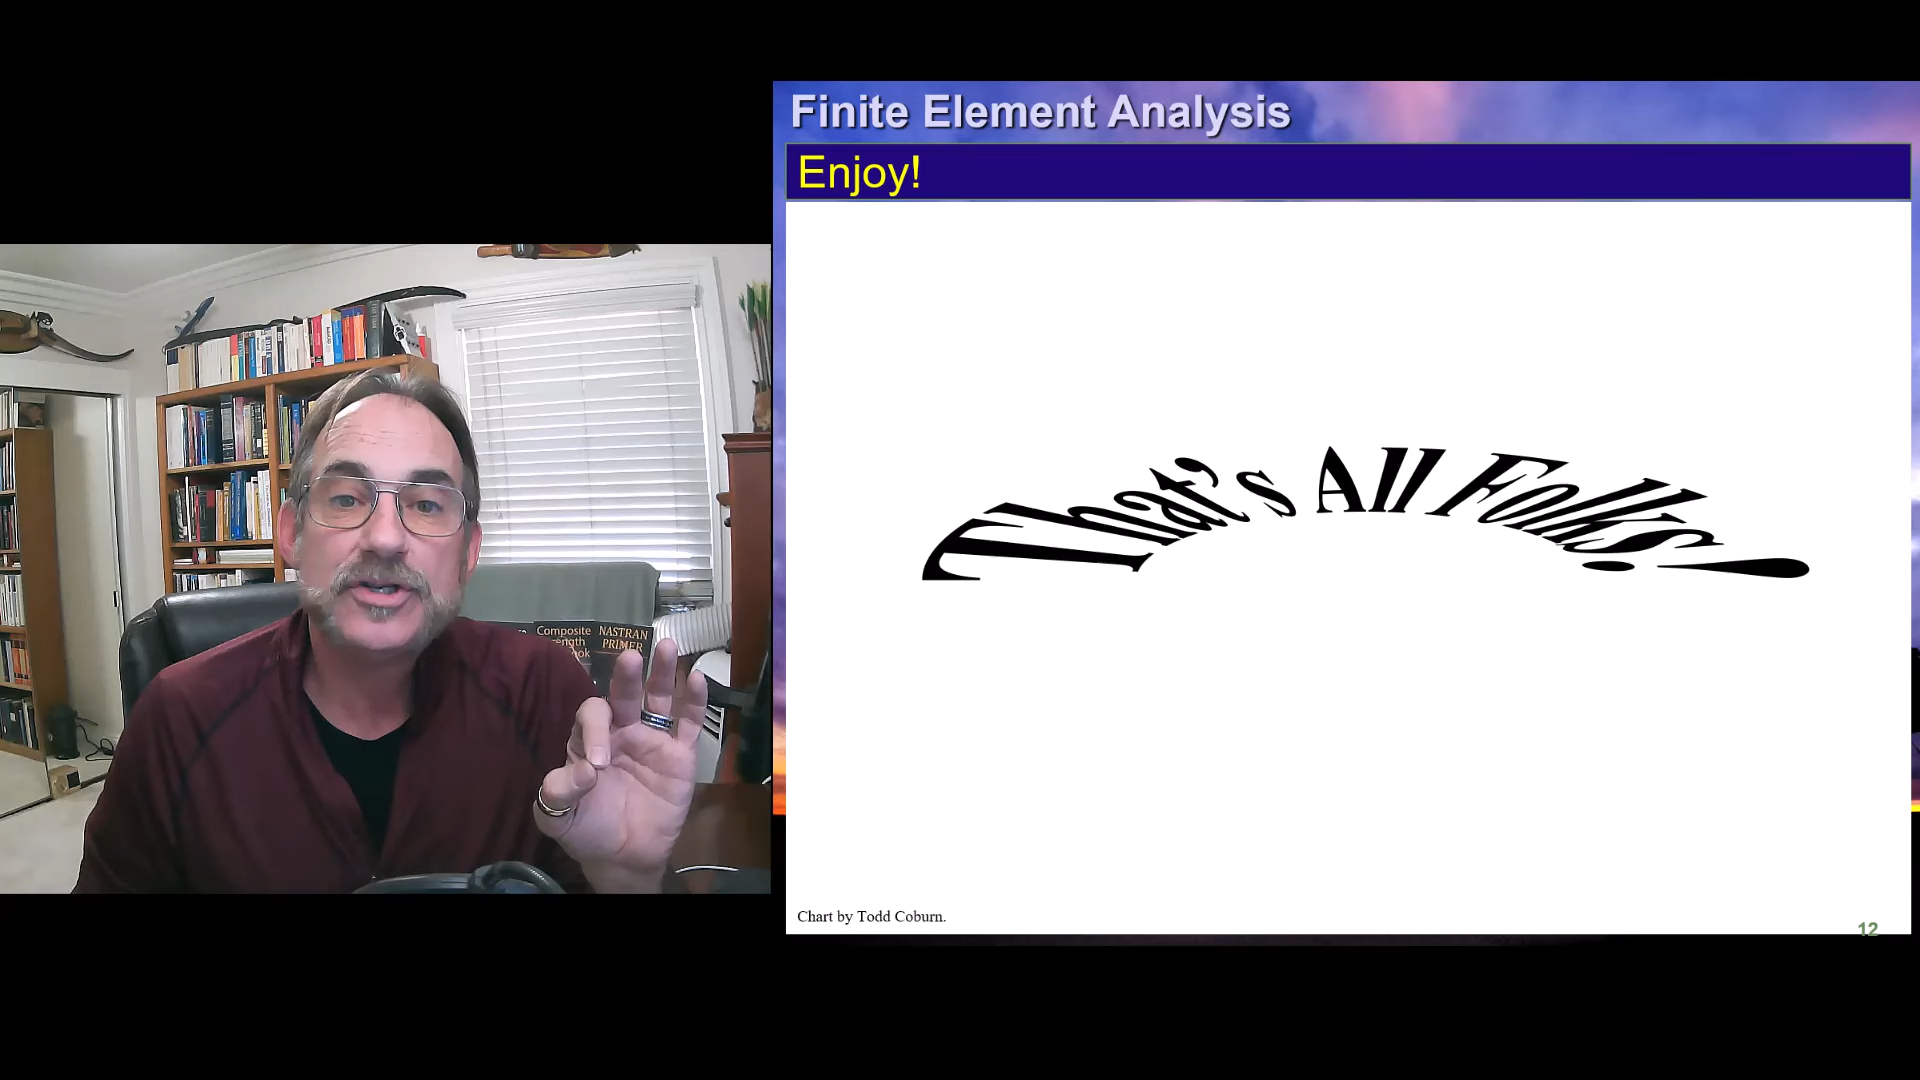 Finite Element Analysis
Enjoy!
That's All Folks!
Composite NASTRAN
PRIMER
Chart by Todd Coburn.
12